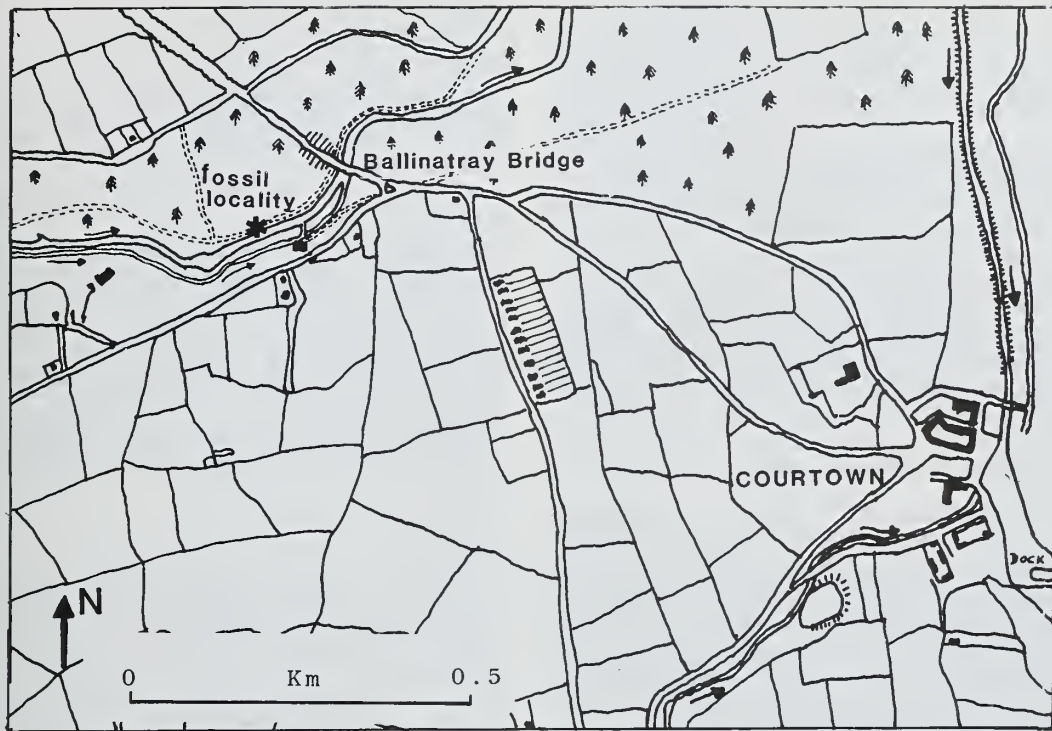 Ballinatray Bridge
fossil
locality
COURTOWN
DOCK
N
0 Km 0.5